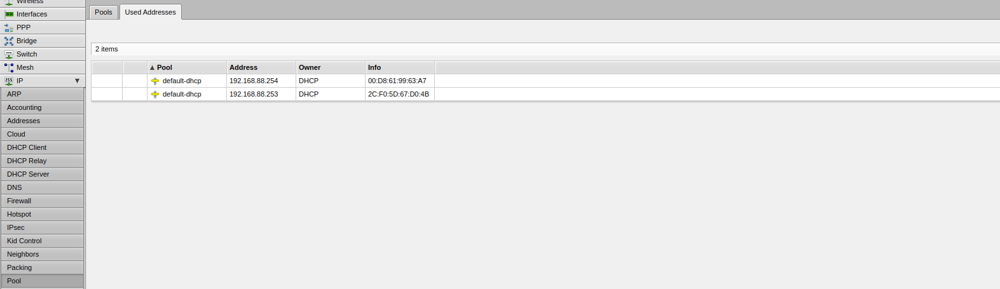 Wireless
Interfaces
PPP
Bridge
Switch
Mesh
255 IP
ARP
Accounting
Addresses
Cloud
DHCP Client
DHCP Relay
DHCP Server
DNS
Firewall
Hotspot
IPsec
Kid Control
Neighbors
Packing
Pool
Pools Used Addresses
2 items
Pool Address Owner Info
default-dhcp 192.168.88.254 DHCP 00:D8:61:99:63:A7
default-dhcp 192.168.88.253 DHCP 2C:F0:5D:67:D0:4B